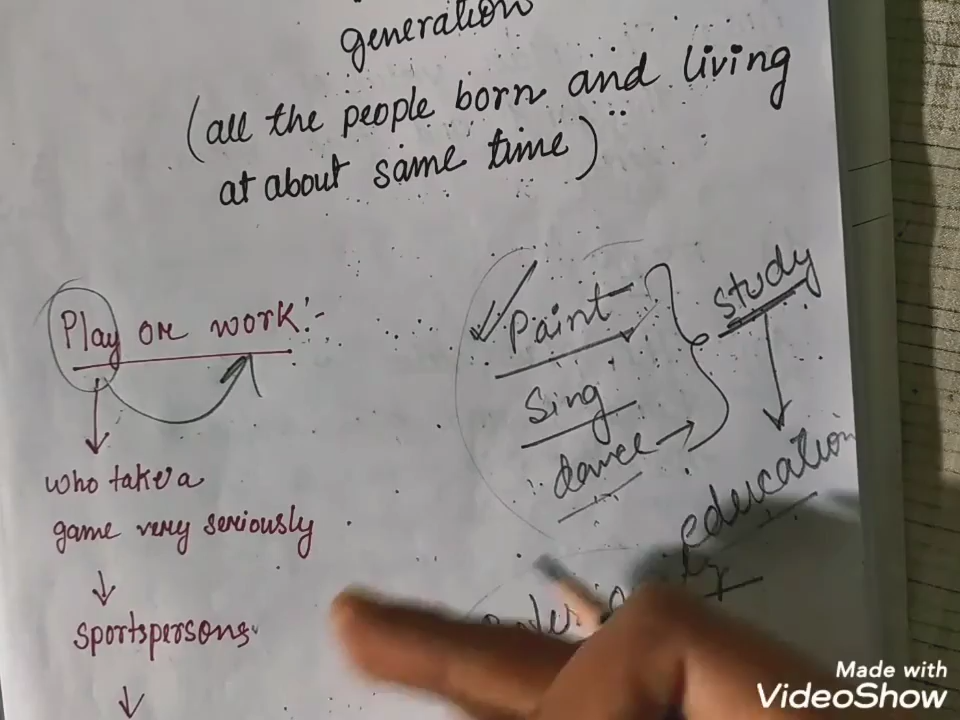 generation
(all the people born and living
at about same time)
Play or work:-
who take a
game very seriously
sportspersons
Paint
Sing
dance
study
education
Made with
VideoShow